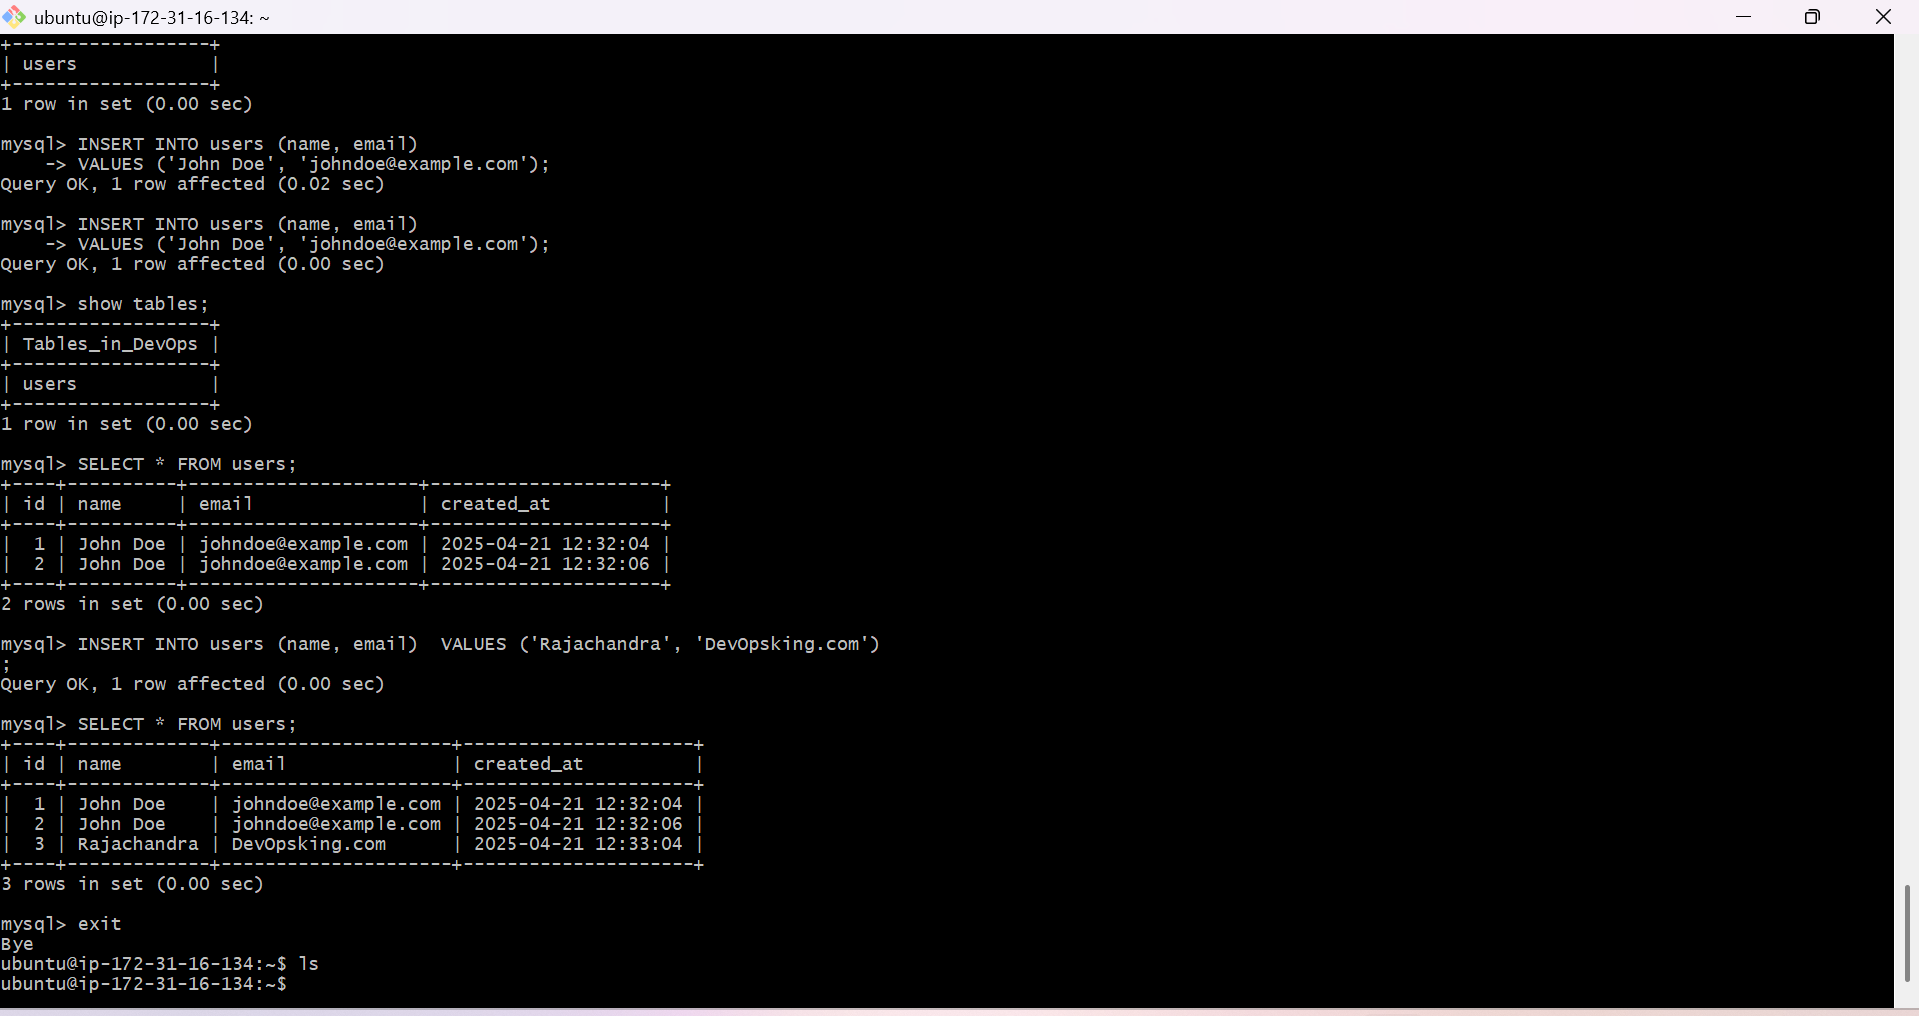 ubuntu@ip-172-31-16-134: ~
+------------------+
| users            |
+------------------+
1 row in set (0.00 sec)
mysql> INSERT INTO users (name, email)
    -> VALUES ('John Doe', 'johndoe@example.com');
Query OK, 1 row affected (0.02 sec)
mysql> INSERT INTO users (name, email)
    -> VALUES ('John Doe', 'johndoe@example.com');
Query OK, 1 row affected (0.00 sec)
mysql> show tables;
+------------------+
| Tables_in_DevOps |
+------------------+
| users            |
+------------------+
1 row in set (0.00 sec)
mysql> SELECT * FROM users;
+----+----------+---------------------+---------------------+
| id | name     | email               | created_at          |
+----+----------+---------------------+---------------------+
|  1 | John Doe | johndoe@example.com | 2025-04-21 12:32:04 |
|  2 | John Doe | johndoe@example.com | 2025-04-21 12:32:06 |
+----+----------+---------------------+---------------------+
2 rows in set (0.00 sec)
mysql> INSERT INTO users (name, email)  VALUES ('Rajachandra', 'DevOpsking.com')
;
Query OK, 1 row affected (0.00 sec)
mysql> SELECT * FROM users;
+----+-------------+---------------------+---------------------+
| id | name        | email               | created_at          |
+----+-------------+---------------------+---------------------+
|  1 | John Doe    | johndoe@example.com | 2025-04-21 12:32:04 |
|  2 | John Doe    | johndoe@example.com | 2025-04-21 12:32:06 |
|  3 | Rajachandra | DevOpsking.com      | 2025-04-21 12:33:04 |
+----+-------------+---------------------+---------------------+
3 rows in set (0.00 sec)
mysql> exit
Bye
ubuntu@ip-172-31-16-134:~$ ls
ubuntu@ip-172-31-16-134:~$